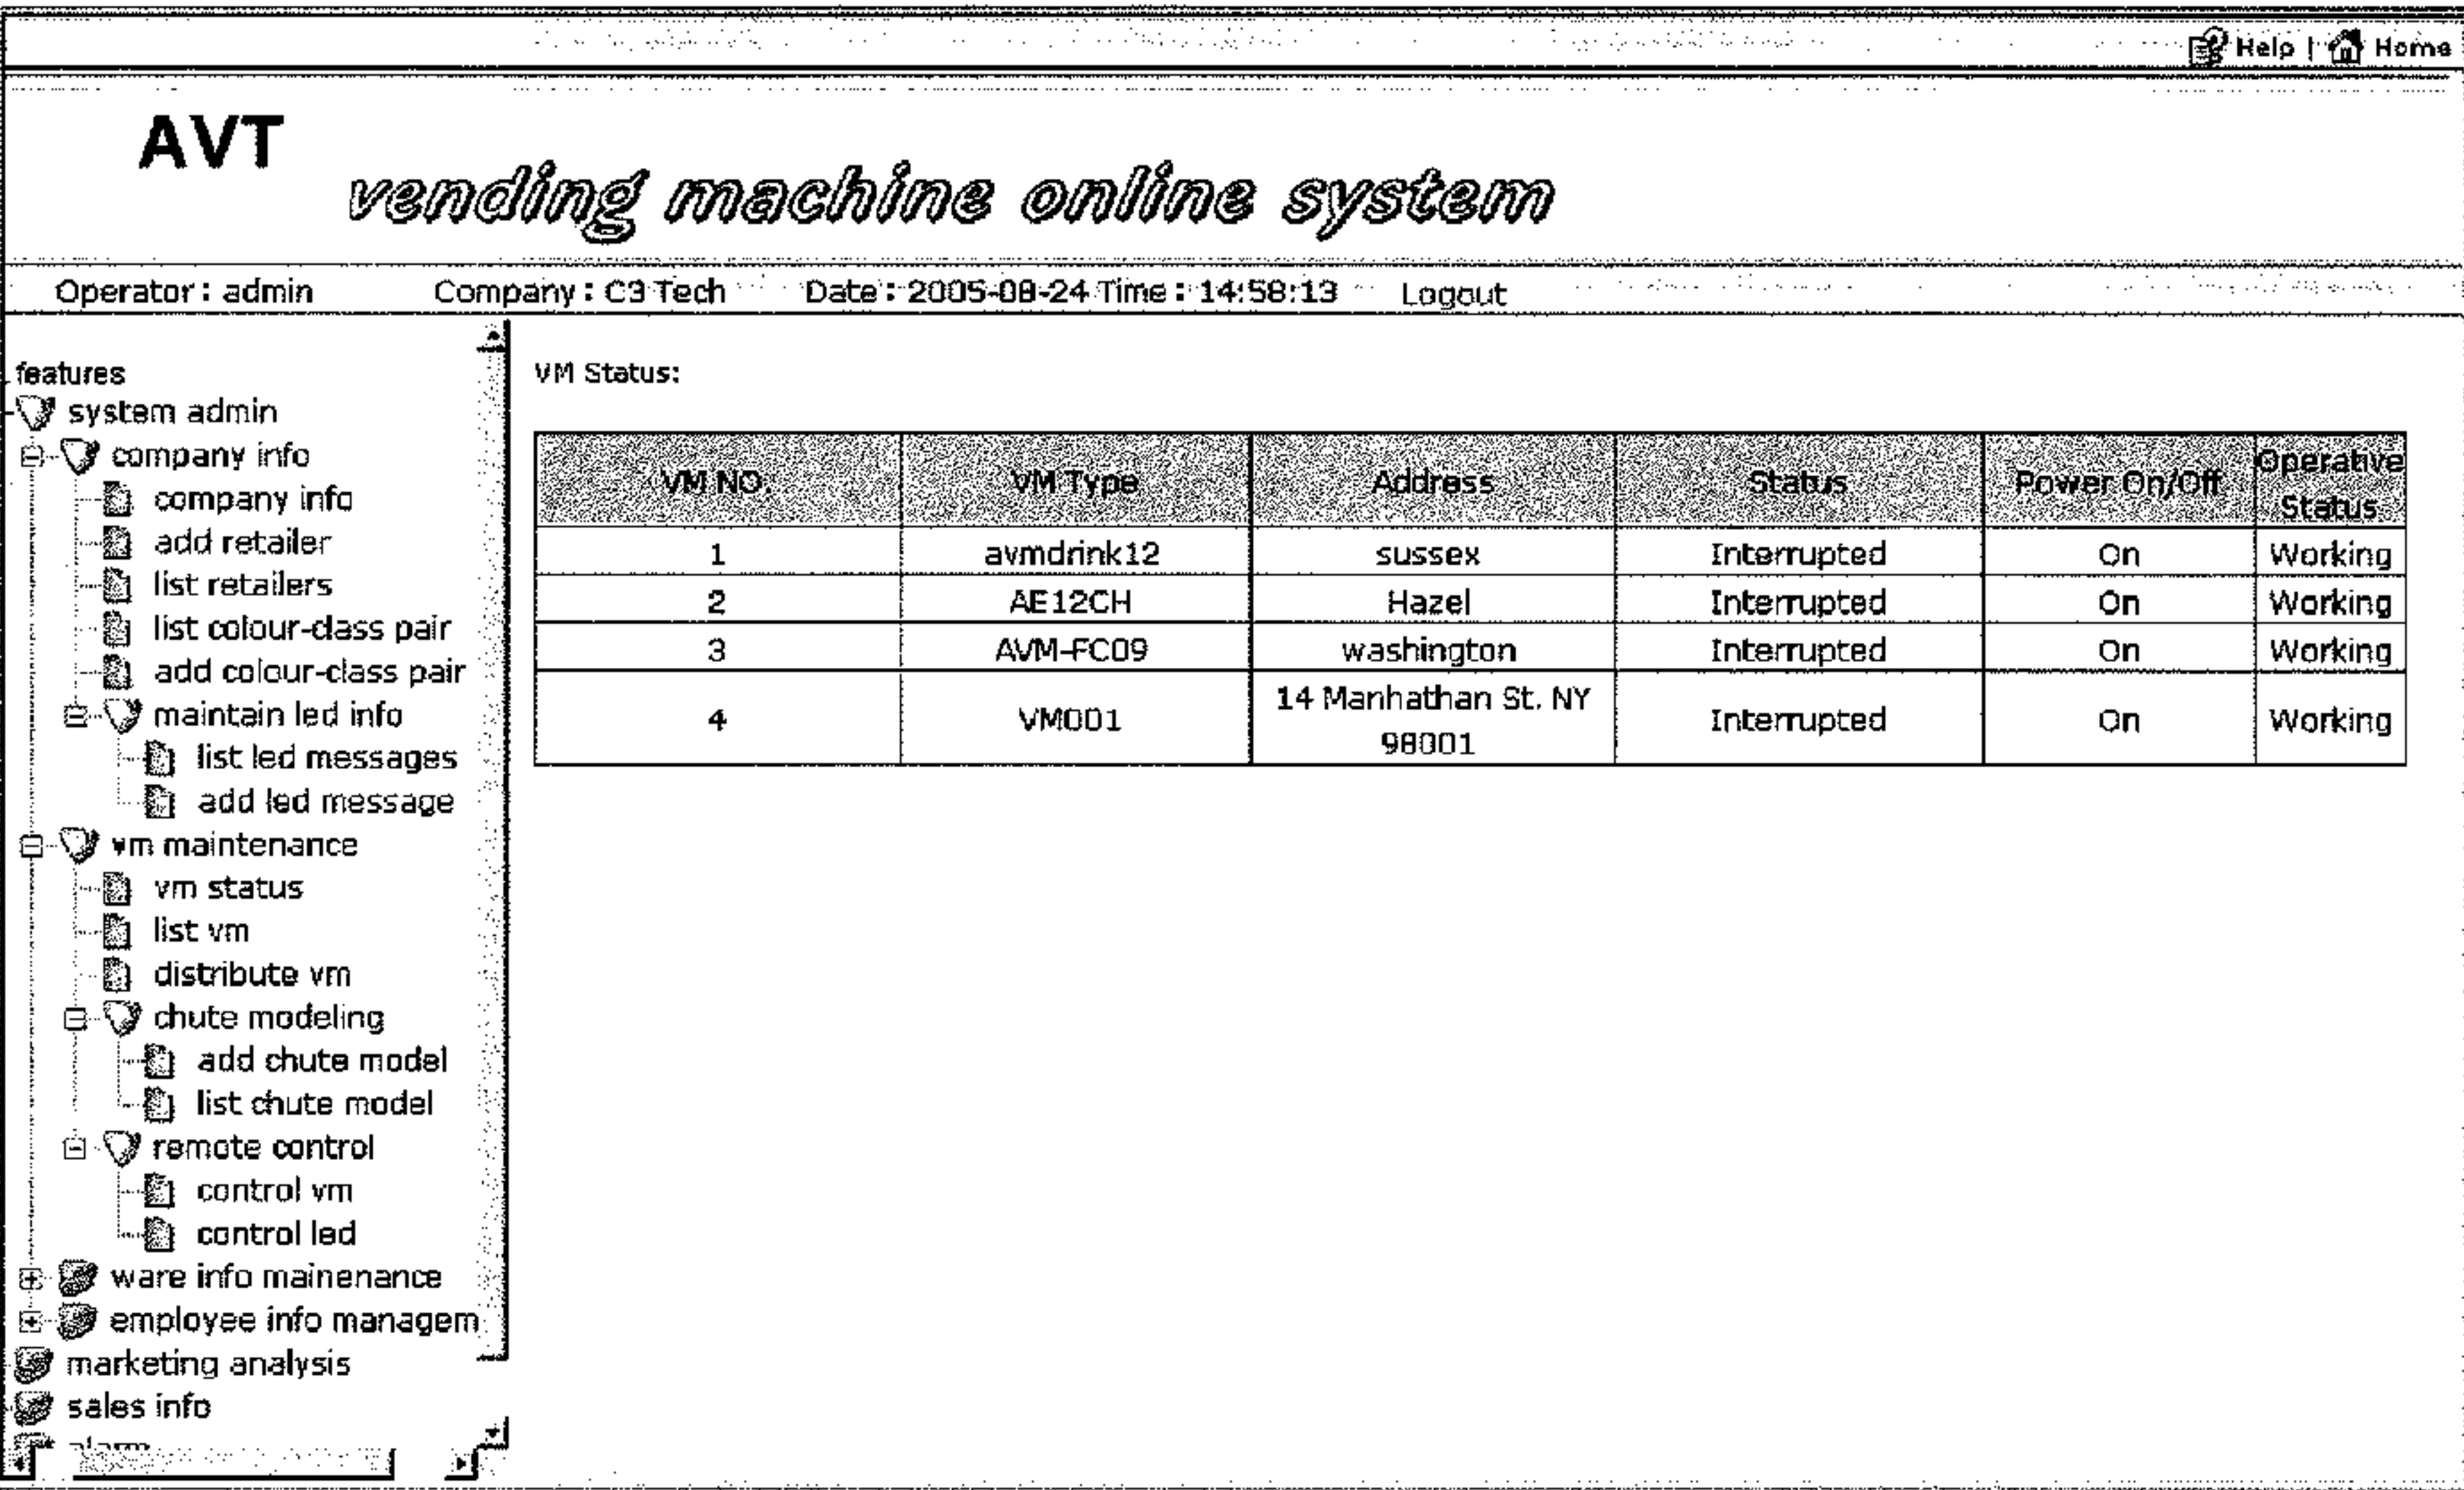 Help | Home
AVT
vending machine online system
Operator : admin Company : C3 Tech Date : 2005-08-24 Time : 14:58:13 Logout
features
system admin
company info
company info
add retailer
list retailers
list colour-class pair
add colour-class pair
maintain led info
list led messages
add led message
vm maintenance
vm status
list vm
distribute vm
chute modeling
add chute model
list chute model
remote control
control vm
control led
ware info mainenance
employee info managem
marketing analysis
sales info
VM Status:
VM NO. VM Type Address Status Power On/Off Operative Status
1 avmdrink12 sussex Interrupted On Working
2 AE12CH Hazel Interrupted On Working
3 AVM-FC09 washington Interrupted On Working
4 VM001 14 Manhathan St. NY 98001 Interrupted On Working